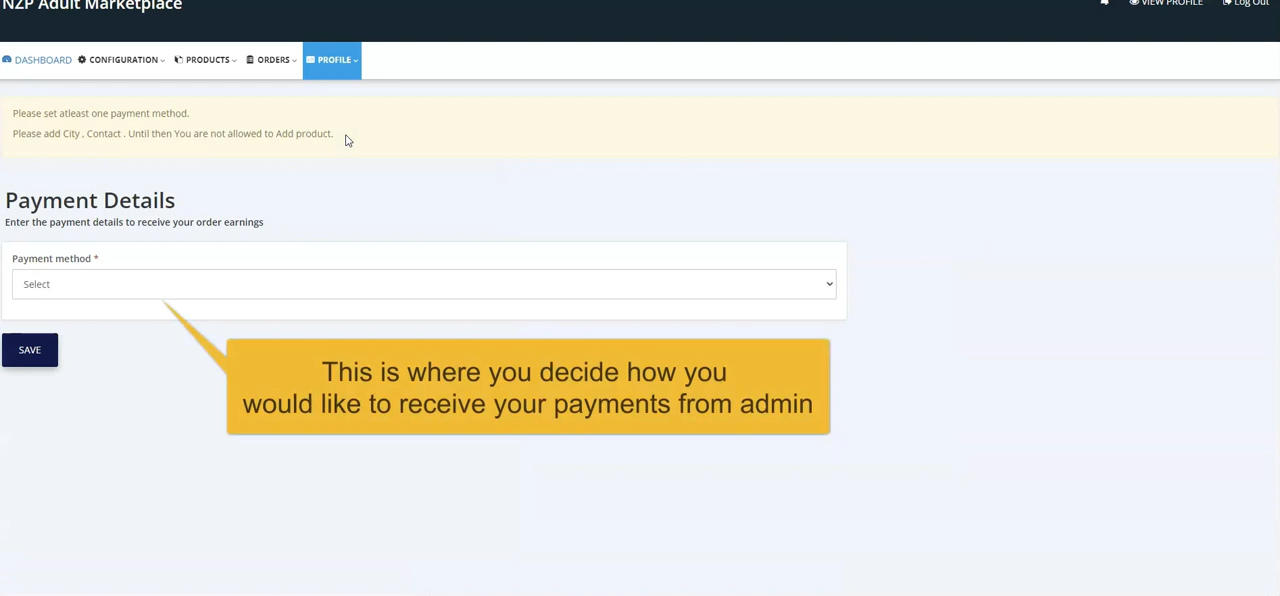 NZP Adult Marketplace
VIEW PROFILE Log Out
DASHBOARD CONFIGURATION PRODUCTS ORDERS PROFILE
Please set atleast one payment method.
Please add City , Contact . Until then You are not allowed to Add product.
Payment Details
Enter the payment details to receive your order earnings
Payment method *
Select
SAVE
This is where you decide how you
would like to receive your payments from admin